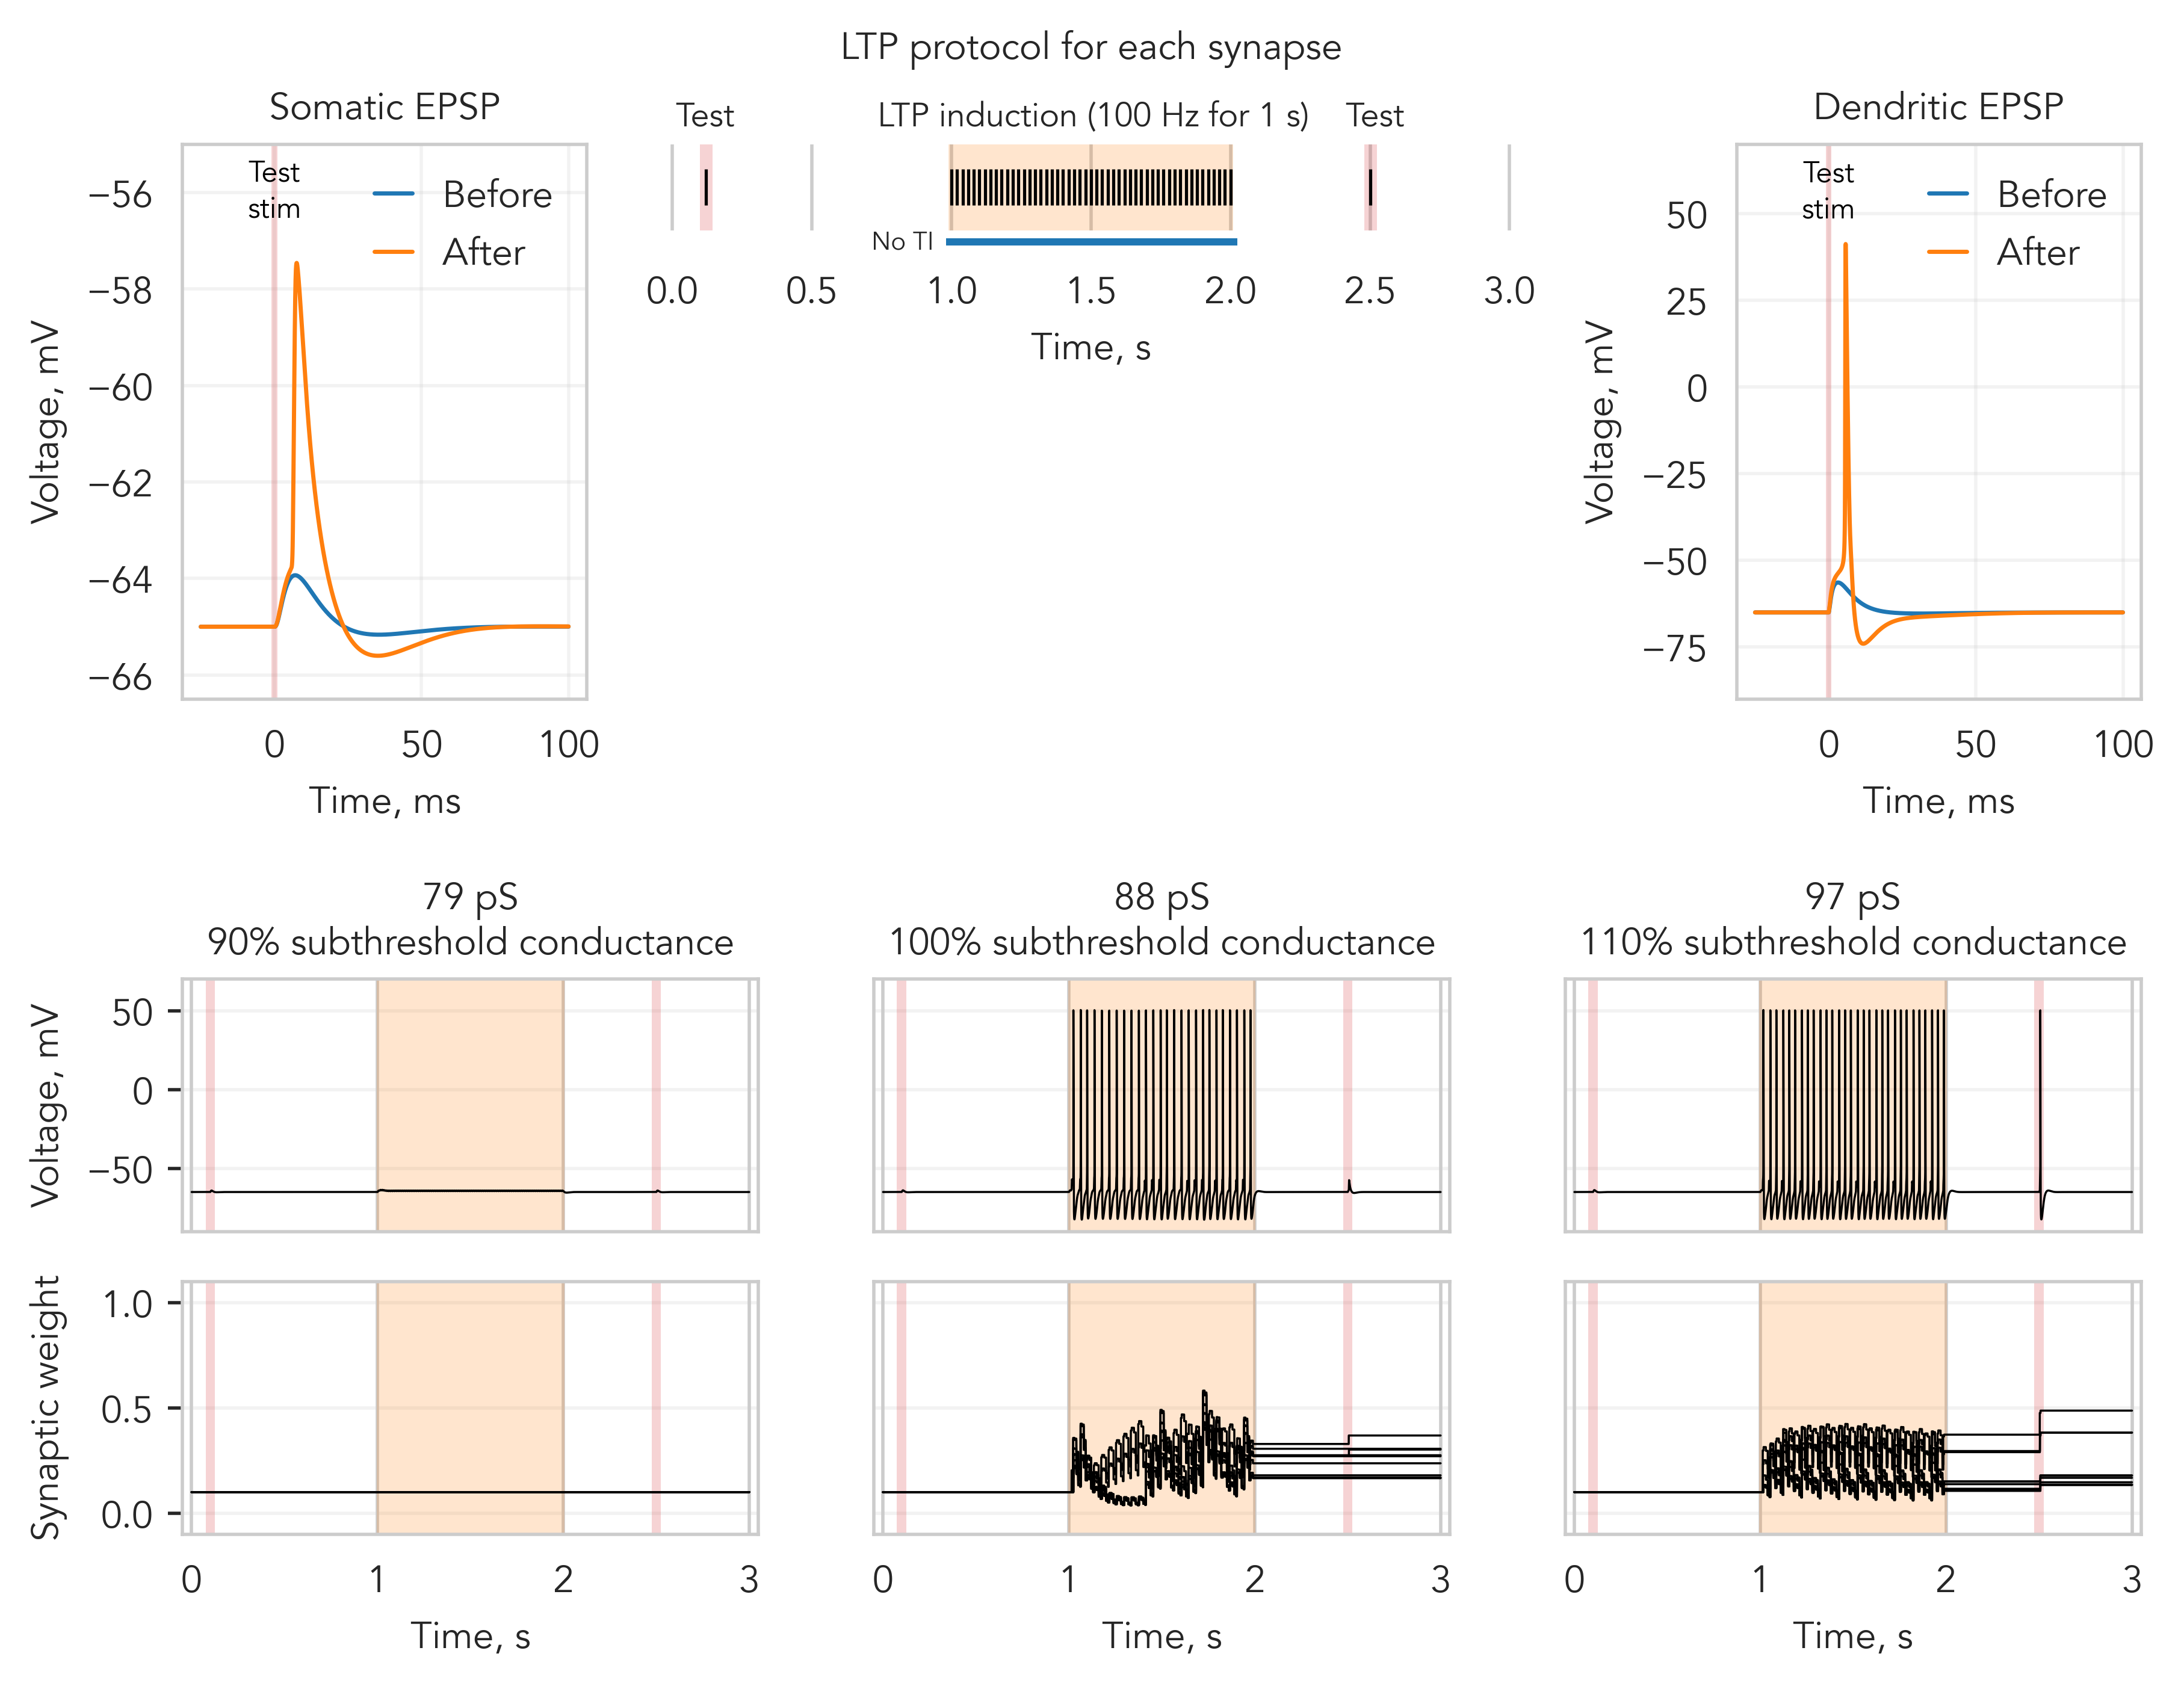 LTP protocol for each synapse
Somatic EPSP
Test
stim
Before
After
−56
−58
−60
−62
−64
−66
Voltage, mV
0 50 100
Time, ms
Test
LTP induction (100 Hz for 1 s)
Test
No TI
0.0 0.5 1.0 1.5 2.0 2.5 3.0
Time, s
Dendritic EPSP
Test
stim
Before
After
50
25
0
−25
−50
−75
Voltage, mV
0 50 100
Time, ms
79 pS
90% subthreshold conductance
88 pS
100% subthreshold conductance
97 pS
110% subthreshold conductance
50
0
−50
Voltage, mV
1.0
0.5
0.0
Synaptic weight
0 1 2 3
Time, s
0 1 2 3
Time, s
0 1 2 3
Time, s